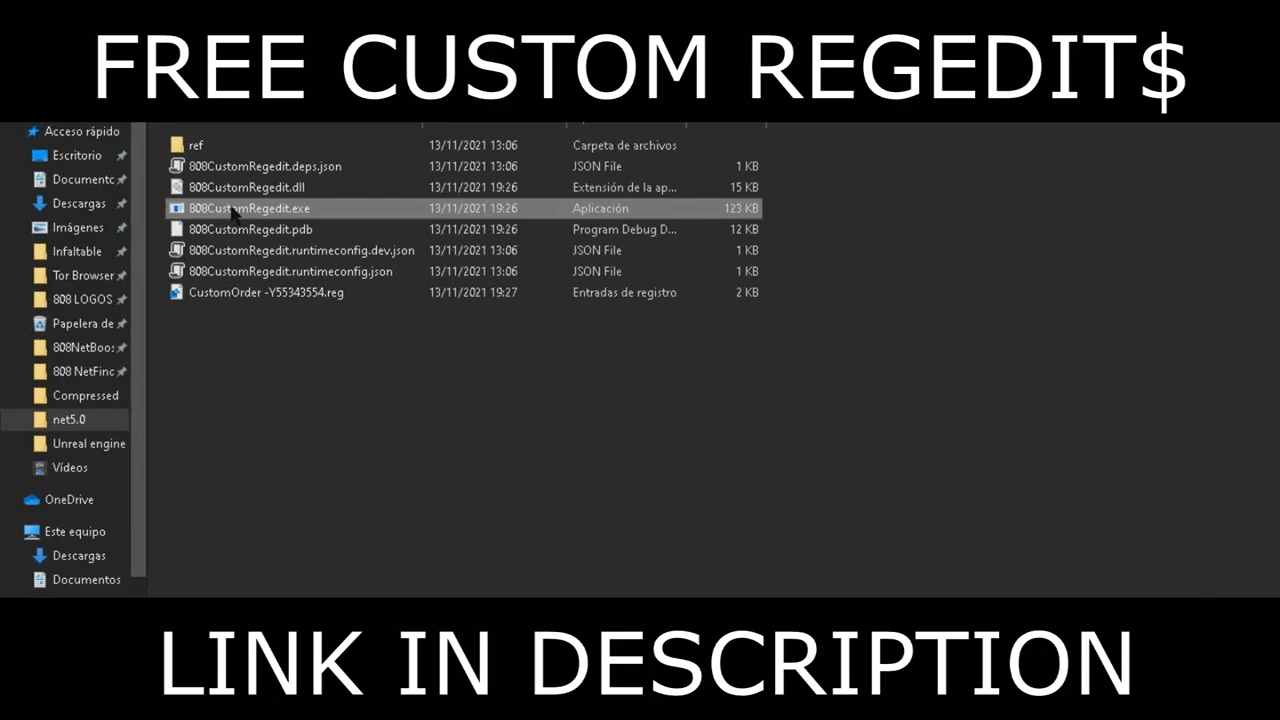 FREE CUSTOM REGEDIT$
Acceso rápido
Escritorio
Documento
Descargas
Imágenes
Infaltable
Tor Browser
808 LOGOS
Papelera de
808NetBoos
808 NetFinc
Compressed
net5.0
Unreal engine
Vídeos
OneDrive
Este equipo
Descargas
Documentos
ref 13/11/2021 13:06 Carpeta de archivos
808CustomRegedit.deps.json 13/11/2021 13:06 JSON File 1 KB
808CustomRegedit.dll 13/11/2021 19:26 Extensión de la ap... 15 KB
808CustomRegedit.exe 13/11/2021 19:26 Aplicación 123 KB
808CustomRegedit.pdb 13/11/2021 19:26 Program Debug D... 12 KB
808CustomRegedit.runtimeconfig.dev.json 13/11/2021 13:06 JSON File 1 KB
808CustomRegedit.runtimeconfig.json 13/11/2021 13:06 JSON File 1 KB
CustomOrder -Y55343554.reg 13/11/2021 19:27 Entradas de registro 2 KB
LINK IN DESCRIPTION